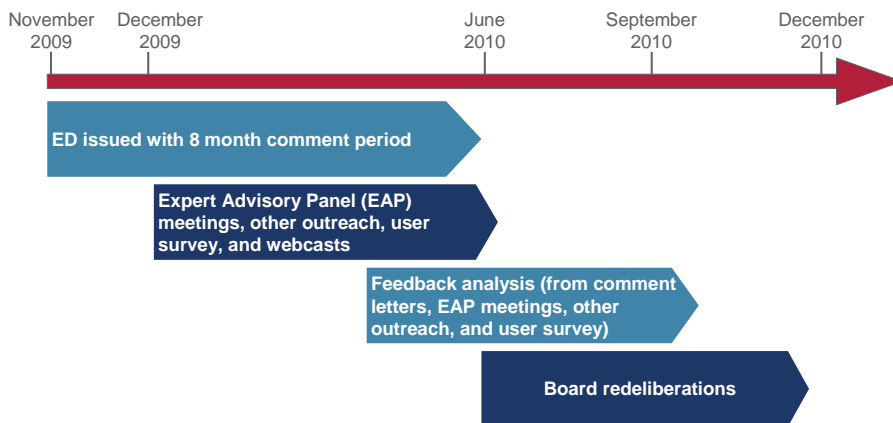 November
2009
December
2009
June
2010
September
2010
December
2010
ED issued with 8 month comment period
Expert Advisory Panel (EAP)
meetings, other outreach, user
survey, and webcasts
Feedback analysis (from comment
letters, EAP meetings, other
outreach, and user survey)
Board redeliberations